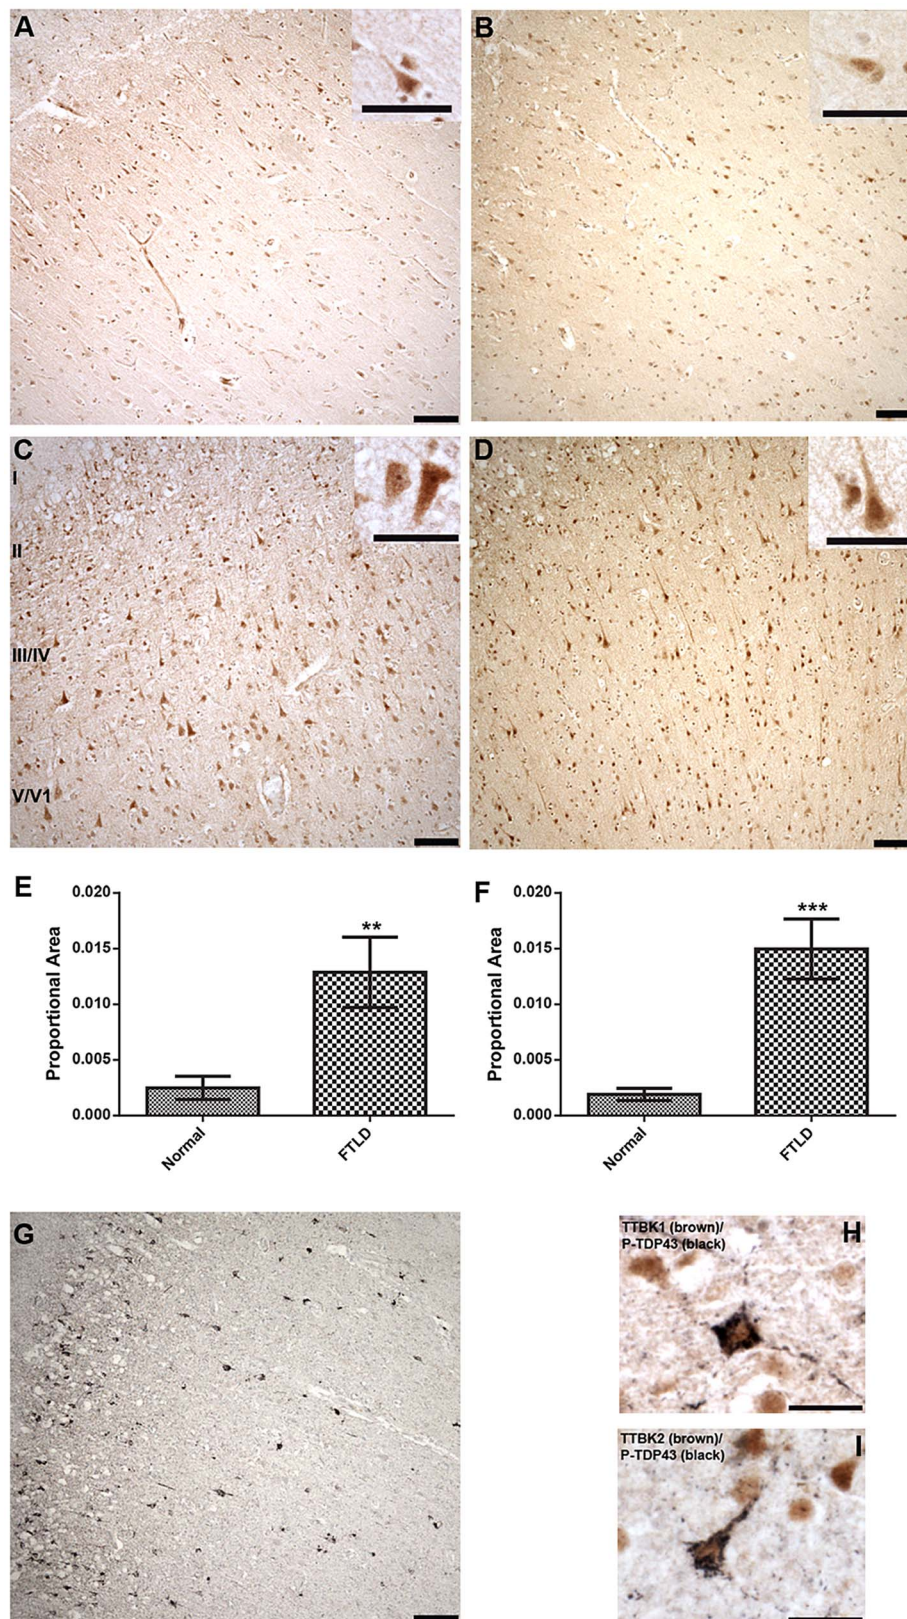 A
B
C
I
II
III/IV
V/V1
D
E
Proportional Area
0.020
0.015
0.010
0.005
0.000
**
Normal
FTLD
F
Proportional Area
0.020
0.015
0.010
0.005
0.000
***
Normal
FTLD
G
TTBK1 (brown)/
P-TDP43 (black)
H
TTBK2 (brown)/
P-TDP43 (black)
I